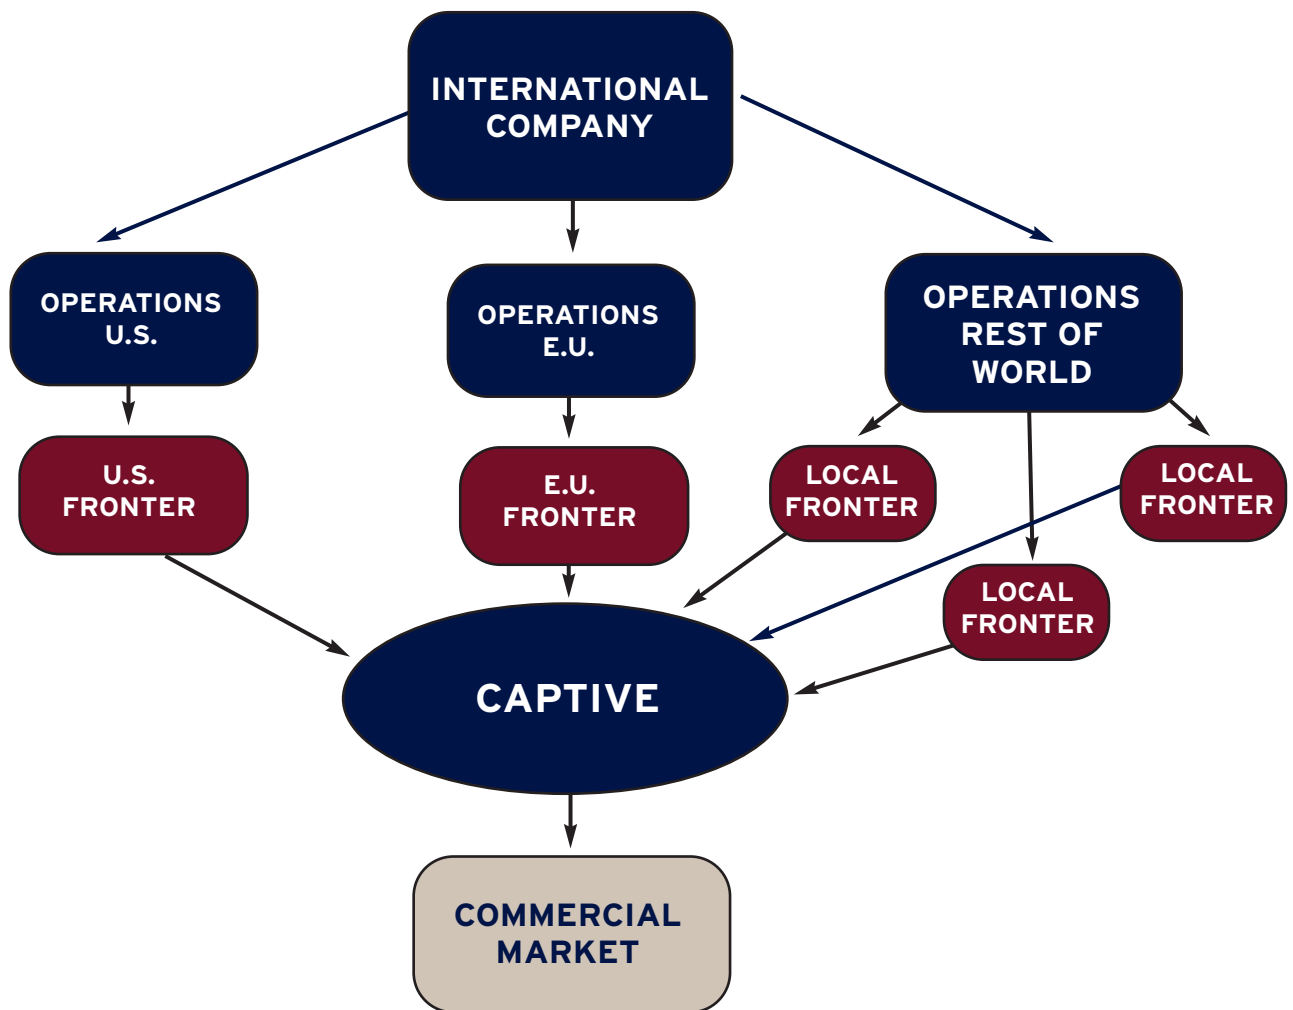 INTERNATIONAL
COMPANY
OPERATIONS
U.S.
OPERATIONS
E.U.
OPERATIONS
REST OF
WORLD
U.S.
FRONTER
E.U.
FRONTER
LOCAL
FRONTER
LOCAL
FRONTER
LOCAL
FRONTER
CAPTIVE
COMMERCIAL
MARKET